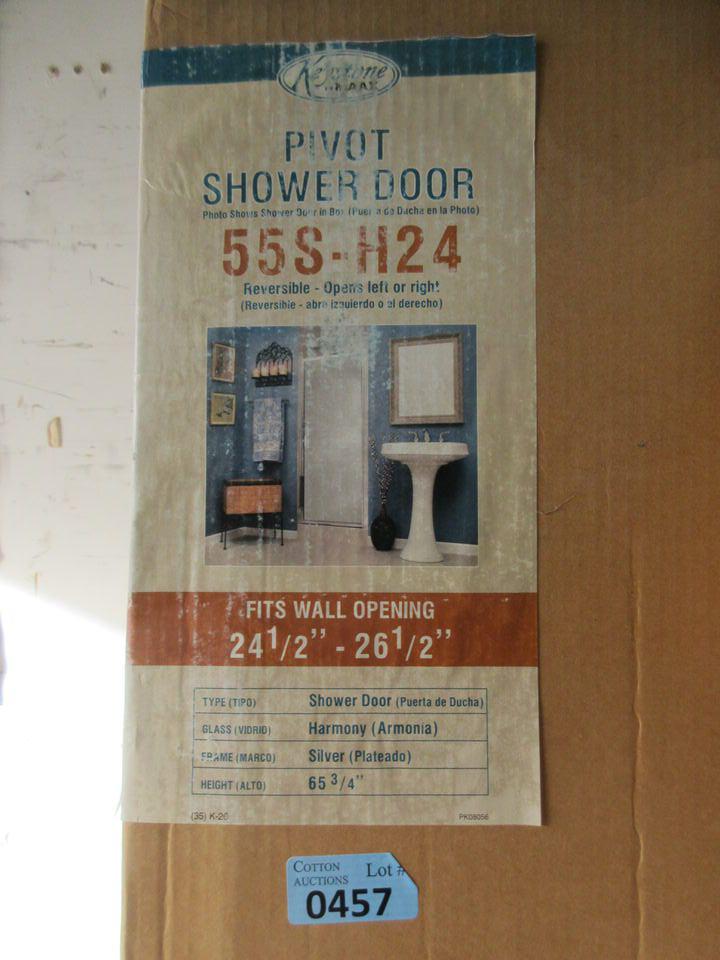 Keystone
BY MAAX
PIVOT
SHOWER DOOR
Photo Shows Shower Door in Box (Puerta de Ducha en la Photo)
55S-H24
Reversible - Opens left or right
(Reversible - abre izquierdo o el derecho)
FITS WALL OPENING
24 1/2” - 26 1/2”
TYPE (TIPO) Shower Door (Puerta de Ducha)
GLASS (VIDRIO) Harmony (Armonia)
FRAME (MARCO) Silver (Plateado)
HEIGHT (ALTO) 65 3/4"
(35) K-26 PK08056
COTTON Lot #
AUCTIONS
0457